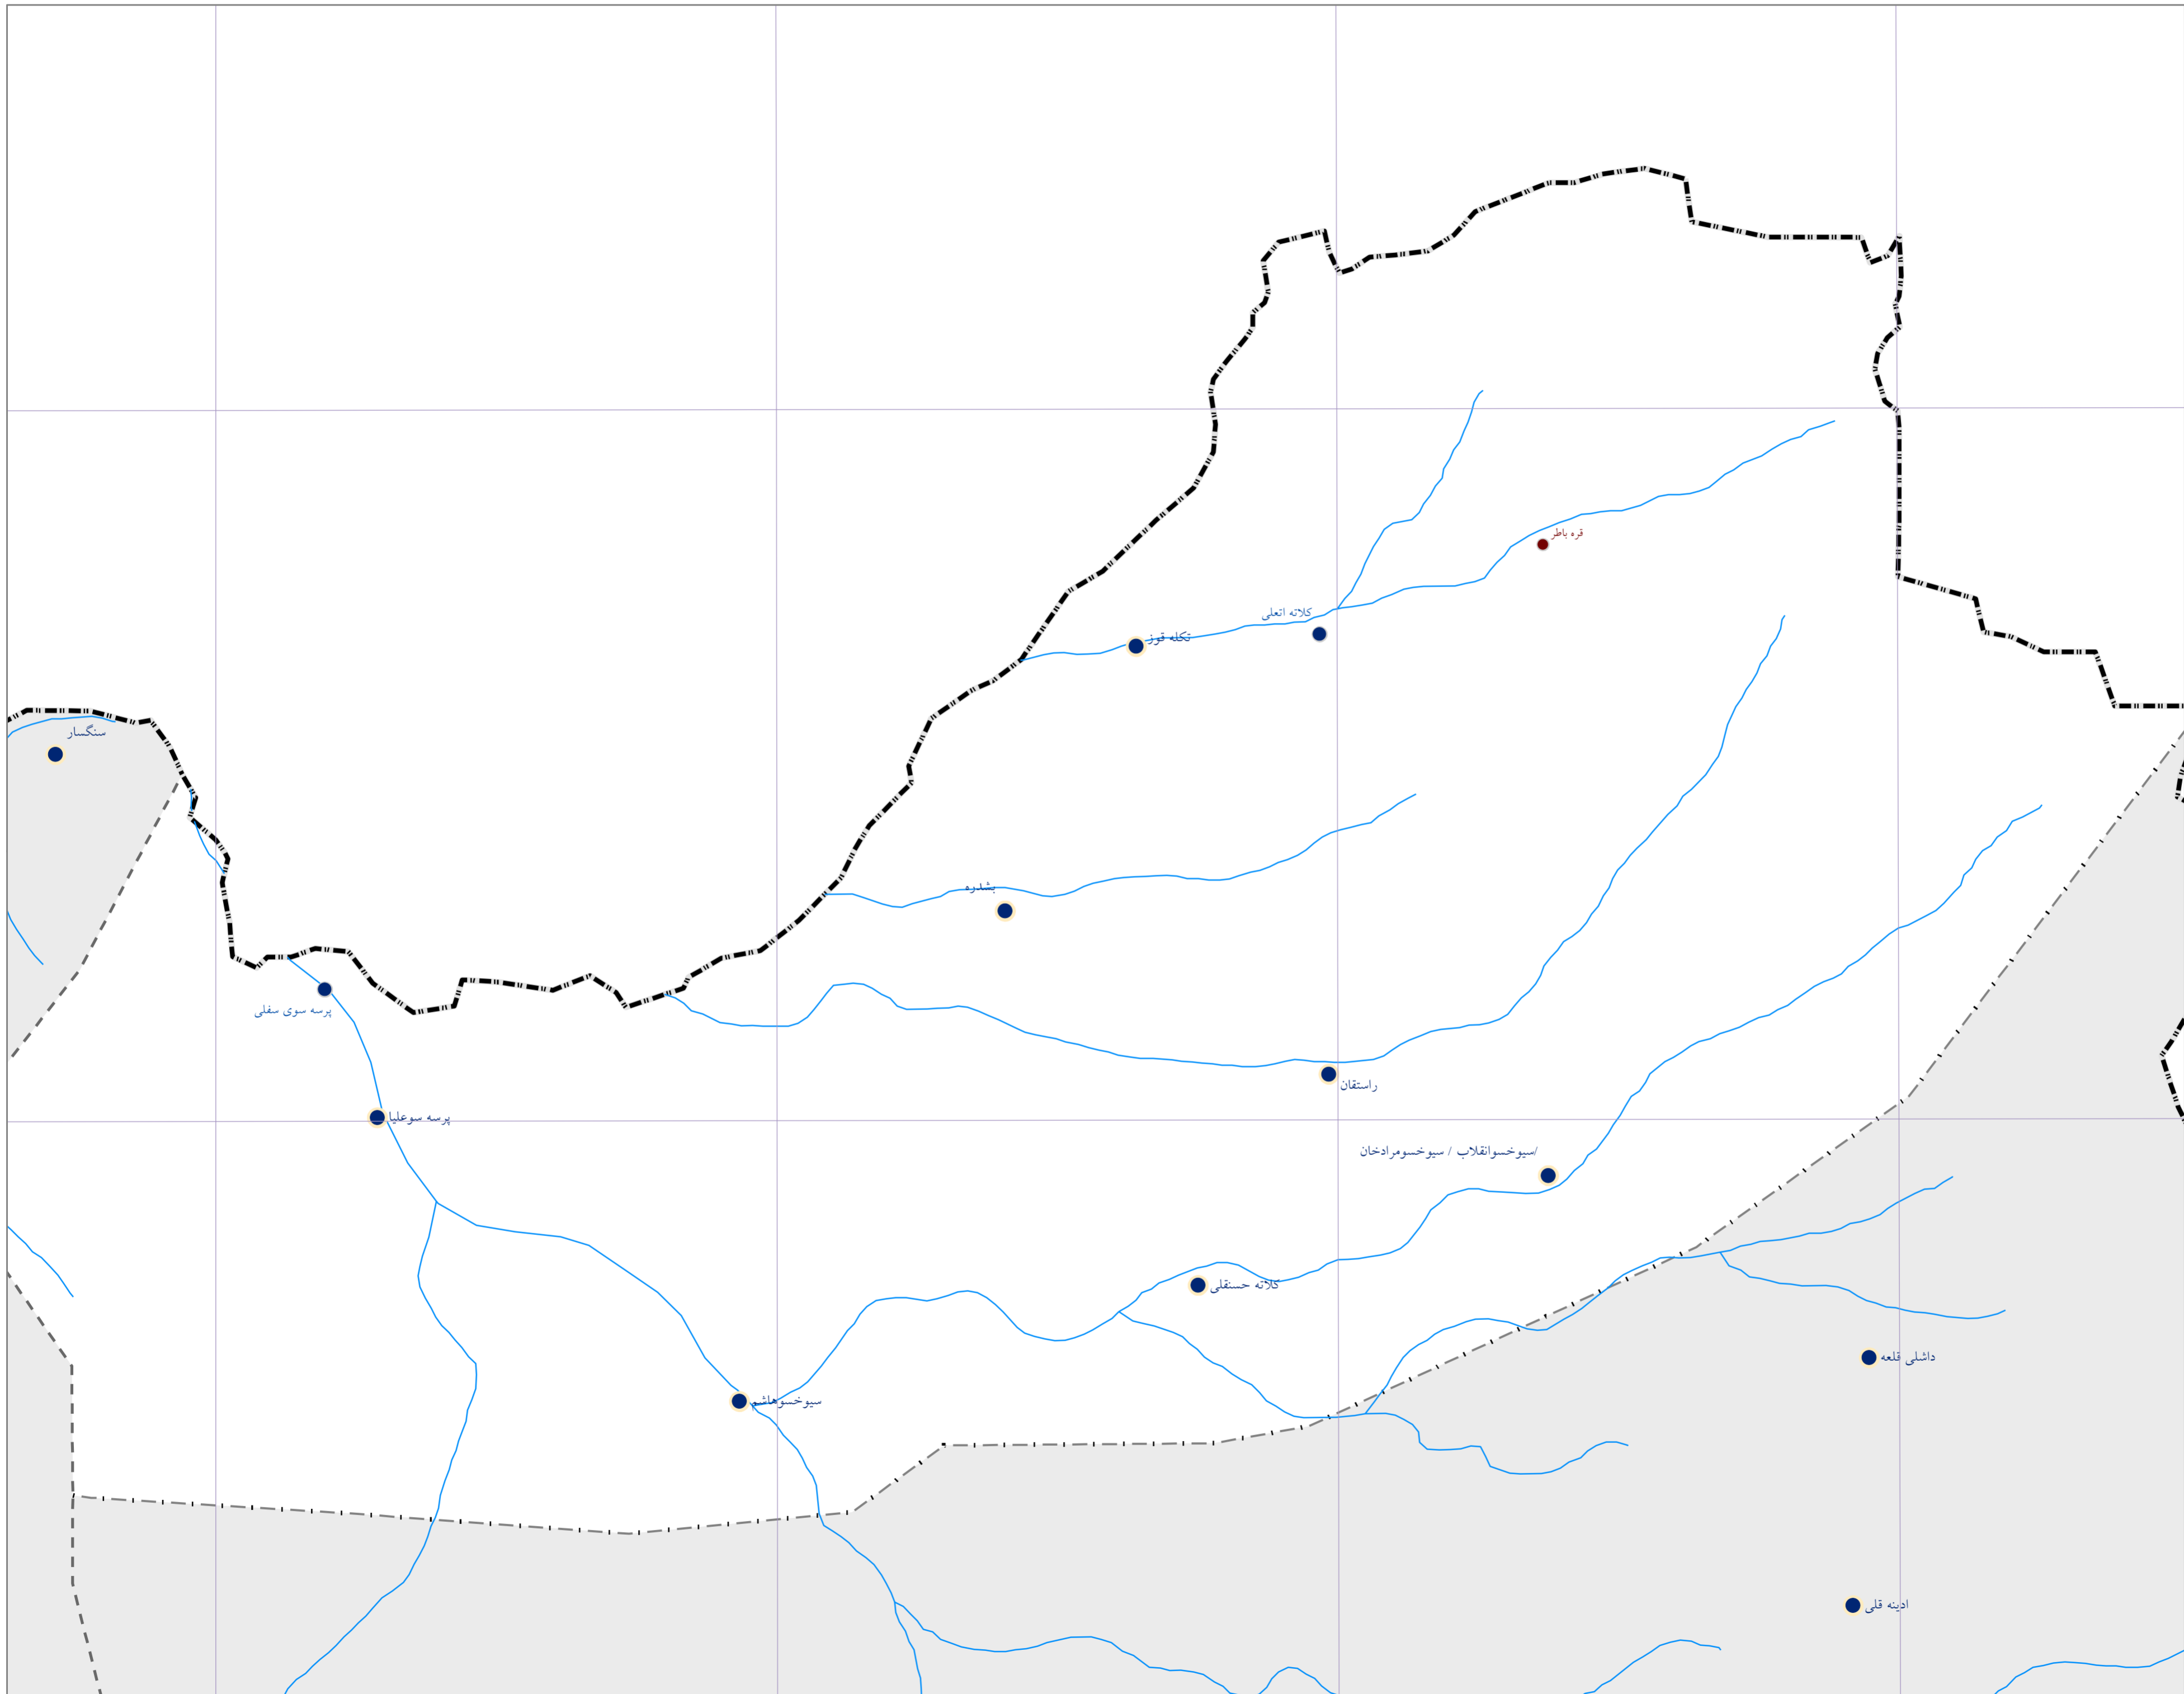 قره باطر
کلاته اتعلی
تکله قوز
سنگسار
بشدره
پرسه سوی سفلی
راستقان
پرسه سوعلیا
سیوخسوانقلاب / سیوخسومرادخان/
کلاته حسنقلی
داشلی قلعه
سیوخسوهاشم
ادینه قلی